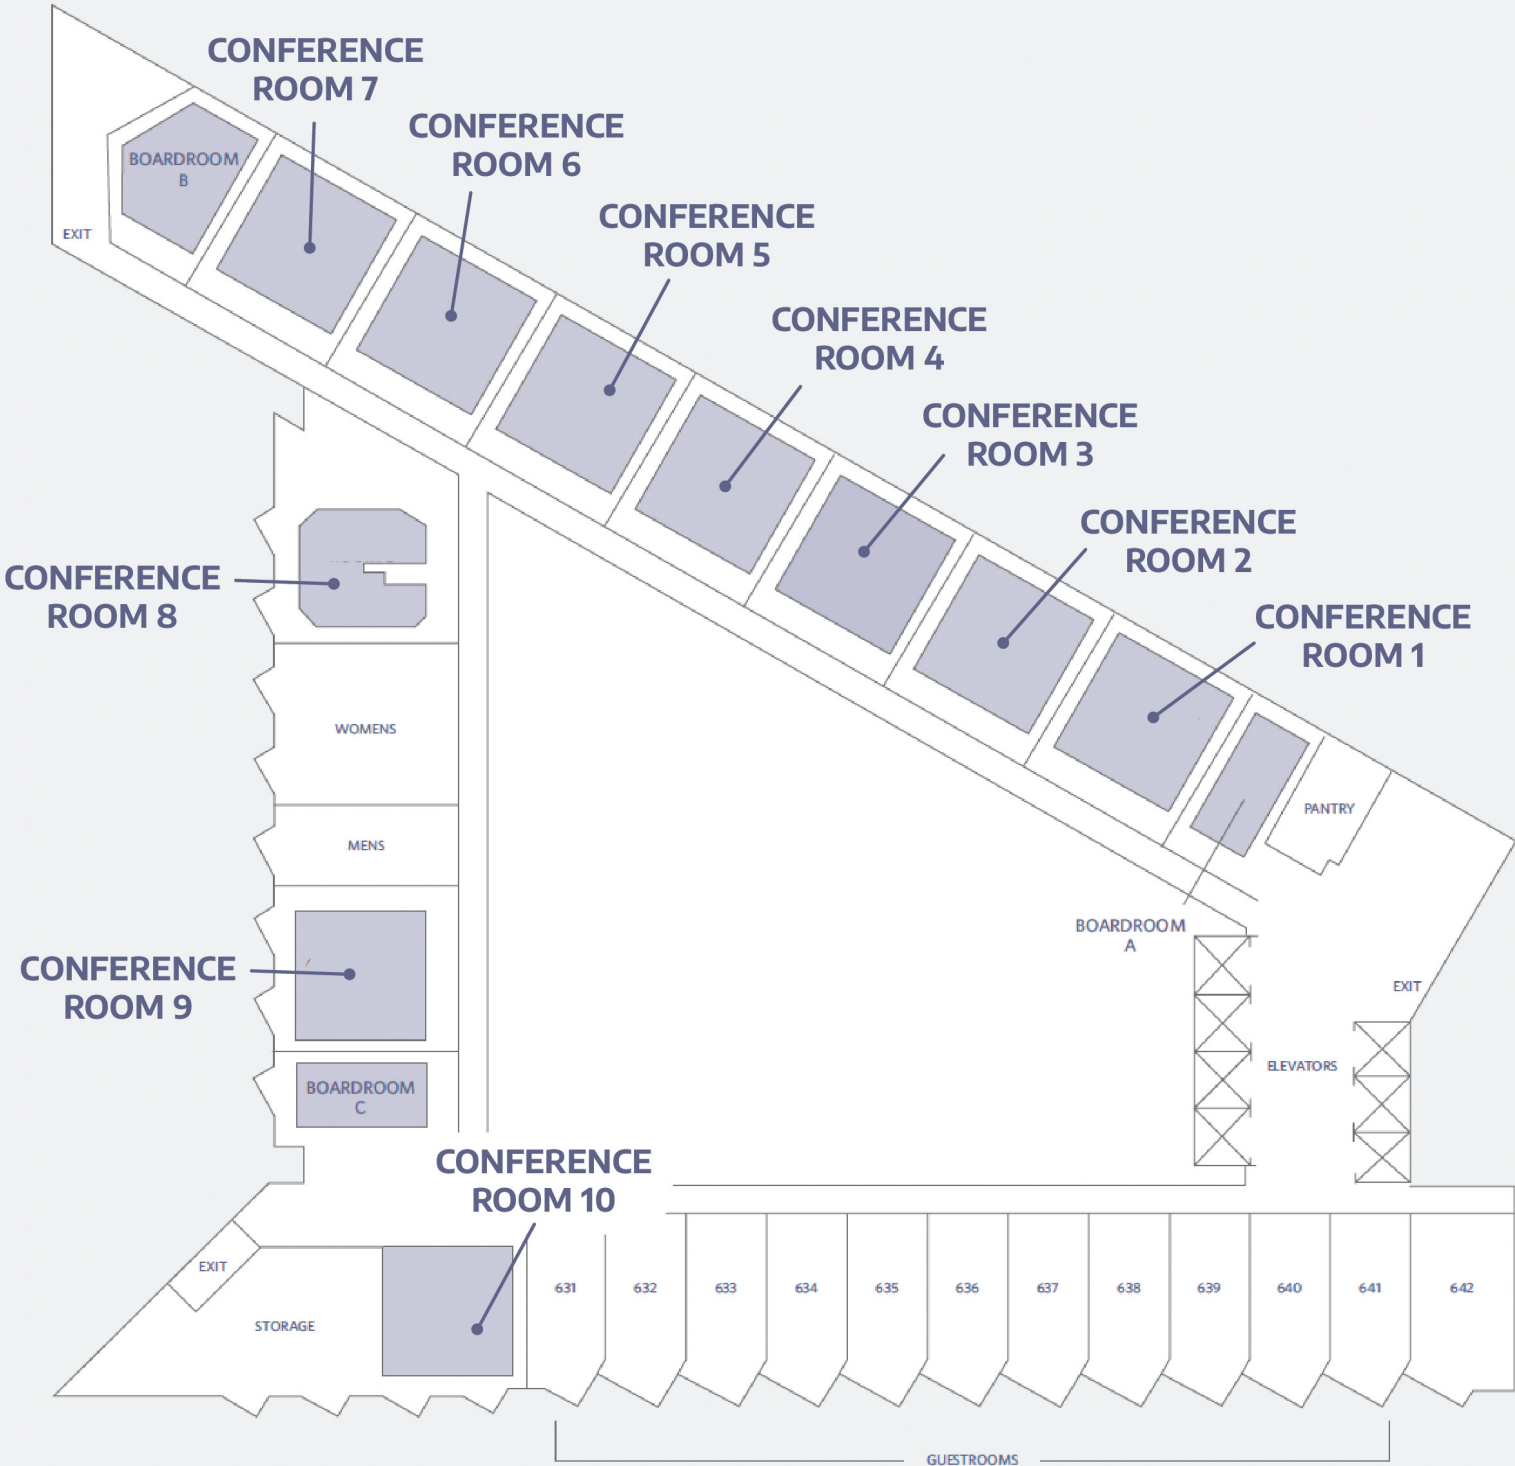 CONFERENCE
ROOM 7
CONFERENCE
ROOM 6
BOARDROOM
B
CONFERENCE
ROOM 5
EXIT
CONFERENCE
ROOM 4
CONFERENCE
ROOM 3
CONFERENCE
ROOM 2
CONFERENCE
ROOM 8
CONFERENCE
ROOM 1
WOMENS
PANTRY
MENS
BOARDROOM
A
CONFERENCE
ROOM 9
EXIT
ELEVATORS
BOARDROOM
C
CONFERENCE
ROOM 10
EXIT
STORAGE
631
632
633
634
635
636
637
638
639
640
641
642
GUESTROOMS